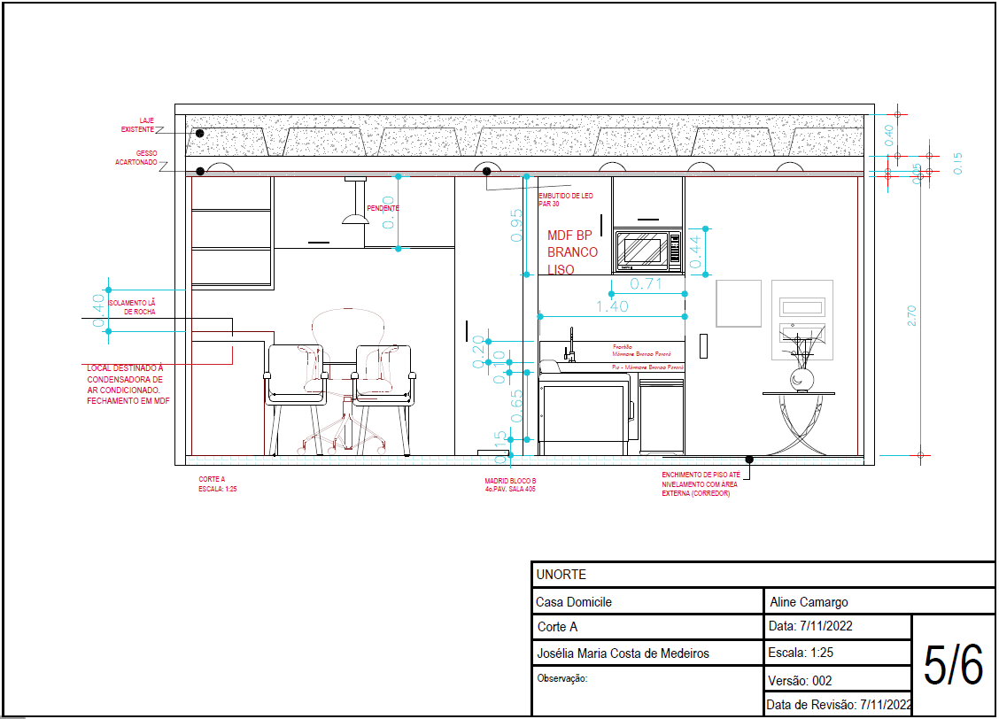 LAJE
EXISTENTE
GESSO
ACARTONADO
0.40
0.15
0.05
PENDENTE
0.70
EMBUTIDO DE LED
PAR 30
0.95
MDF BP
BRANCO
LISO
0.44
0.71
1.40
2.70
0.40
ISOLAMENTO LÃ
DE ROCHA
LOCAL DESTINADO À
CONDENSADORA DE
AR CONDICIONADO.
FECHAMENTO EM MDF
0.20
0.10
0.65
0.15
Frontão
Mármore Branco Paraná
Pia - Mármore Branco Paraná
CORTE A
ESCALA: 1:25
MADRID BLOCO B
4o.PAV. SALA 405
ENCHIMENTO DE PISO ATÉ
NIVELAMENTO COM ÁREA
EXTERNA (CORREDOR)
UNORTE
Casa Domicile
Aline Camargo
Corte A
Data: 7/11/2022
Josélia Maria Costa de Medeiros
Escala: 1:25
5/6
Observação:
Versão: 002
Data de Revisão: 7/11/2022